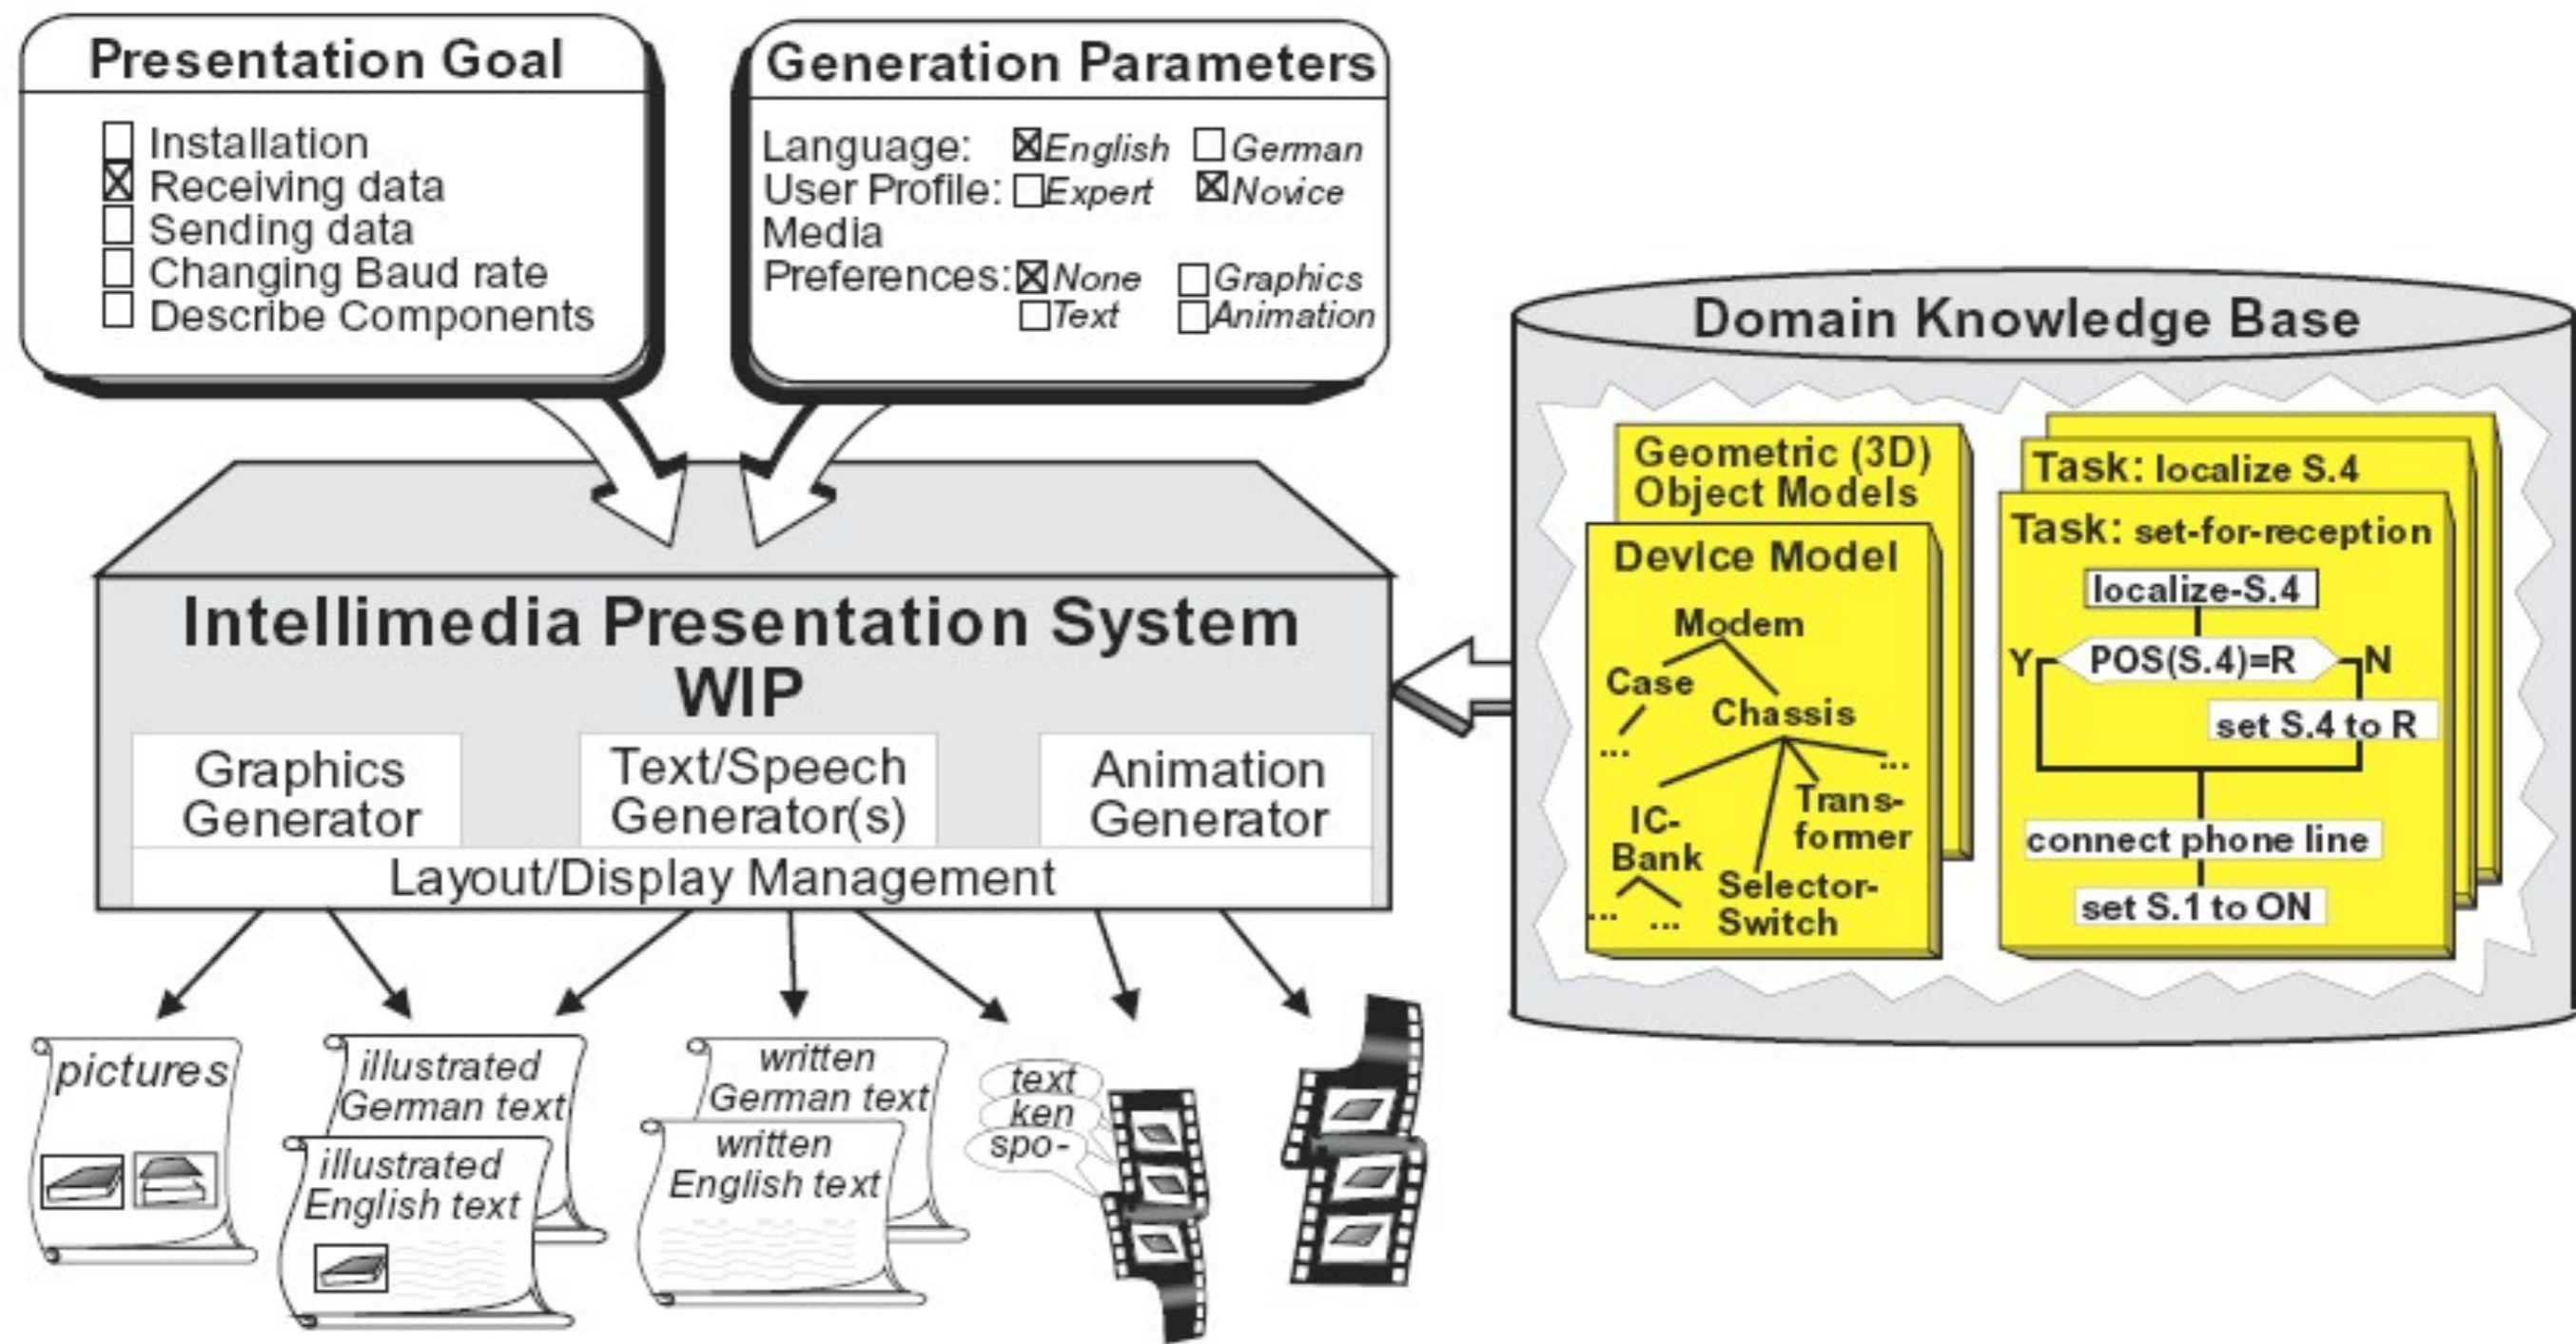 Presentation Goal
Installation
Receiving data
Sending data
Changing Baud rate
Describe Components
Generation Parameters
Language: English German
User Profile: Expert Novice
Media
Preferences: None Graphics
Text Animation
Domain Knowledge Base
Geometric (3D)
Object Models
Device Model
Modem
Case
Chassis
...
...
IC-
Bank
Trans-
former
Selector-
Switch
...
...
Task: localize S.4
Task: set-for-reception
localize-S.4
Y POS(S.4)=R N
set S.4 to R
connect phone line
set S.1 to ON
Intellimedia Presentation System
WIP
Graphics
Generator
Text/Speech
Generator(s)
Animation
Generator
Layout/Display Management
pictures
illustrated
German text
illustrated
English text
written
German text
written
English text
text
ken
spo-